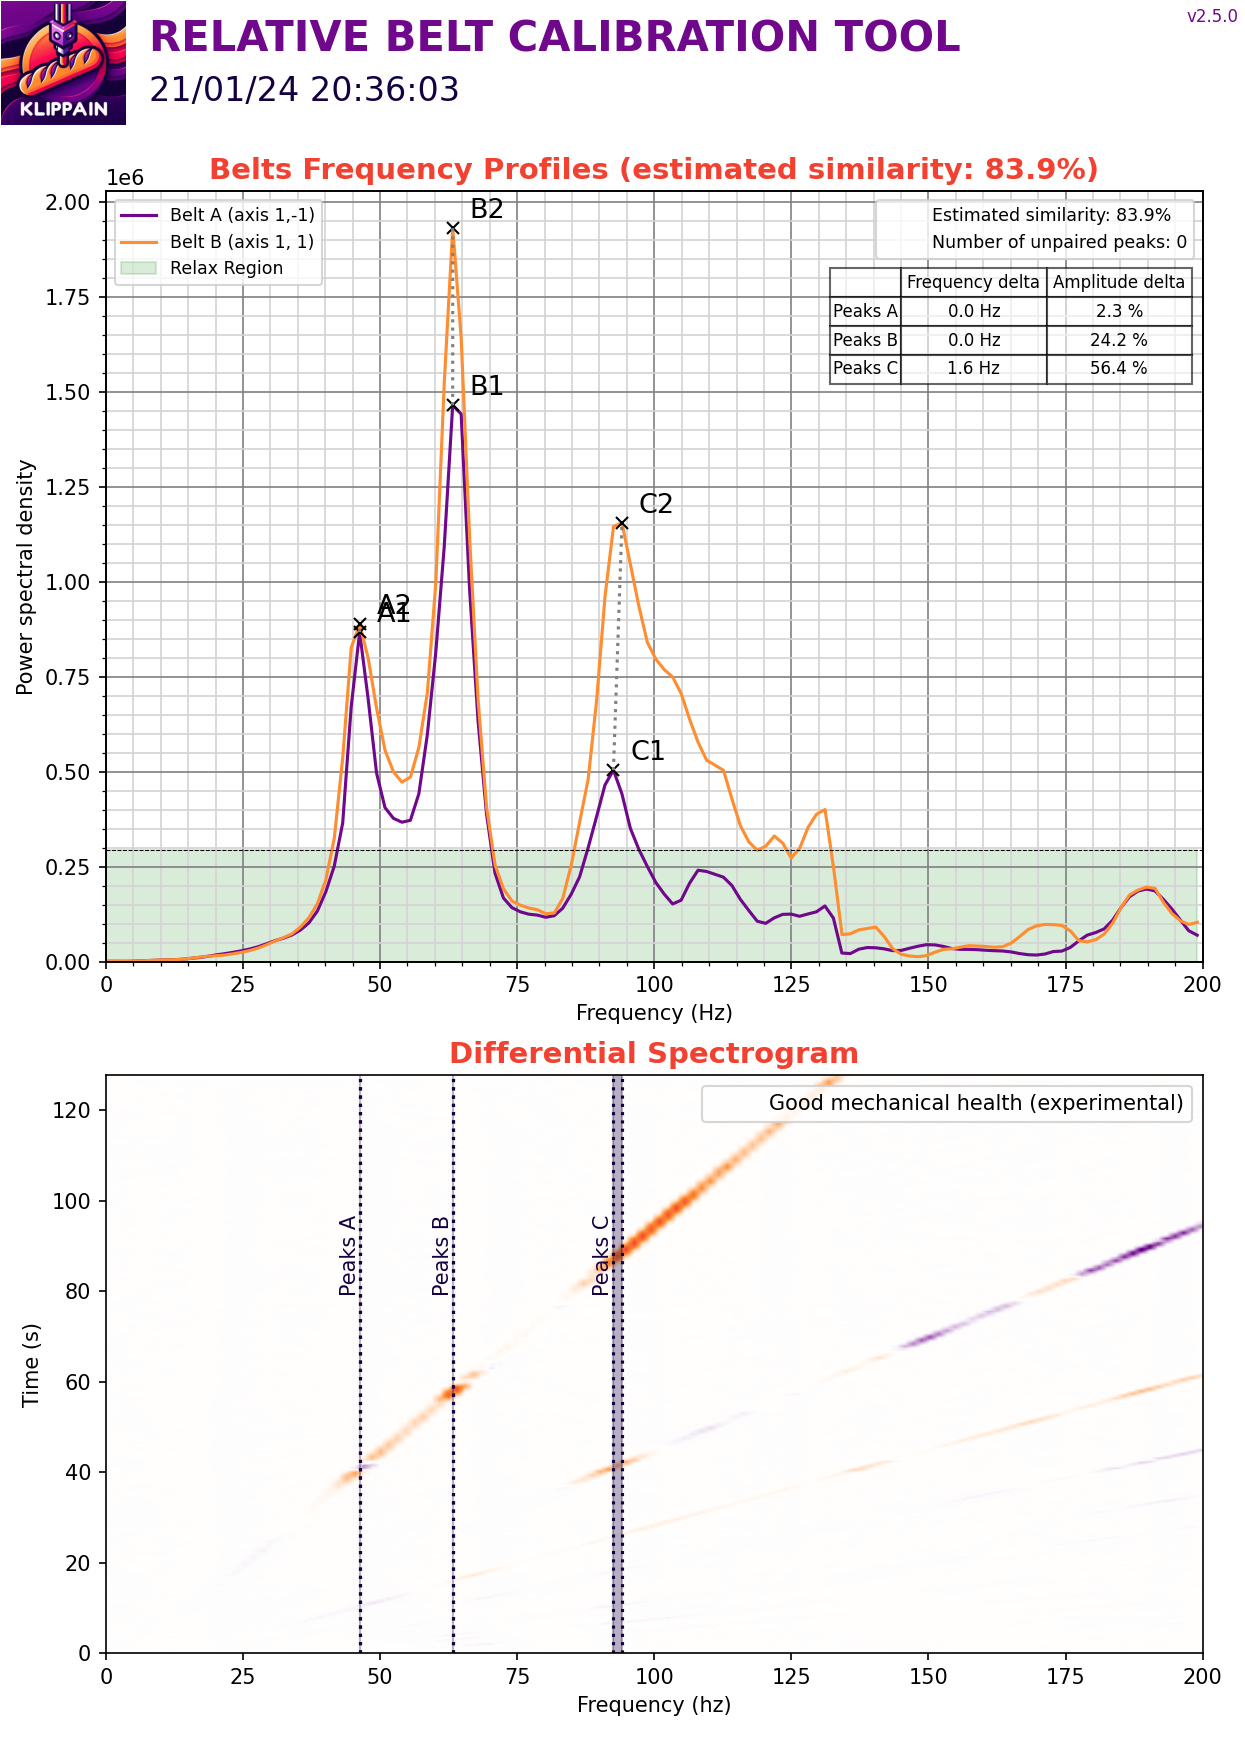 KLIPPAIN
RELATIVE BELT CALIBRATION TOOL
21/01/24 20:36:03
v2.5.0
Belts Frequency Profiles (estimated similarity: 83.9%)
1e6
Belt A (axis 1,-1)
Belt B (axis 1, 1)
Relax Region
Estimated similarity: 83.9%
Number of unpaired peaks: 0
Frequency delta Amplitude delta
Peaks A 0.0 Hz 2.3 %
Peaks B 0.0 Hz 24.2 %
Peaks C 1.6 Hz 56.4 %
B2
B1
C2
A2
A1
C1
Power spectral density
2.00
1.75
1.50
1.25
1.00
0.75
0.50
0.25
0.00
0 25 50 75 100 125 150 175 200
Frequency (Hz)
Differential Spectrogram
Good mechanical health (experimental)
Peaks A
Peaks B
Peaks C
Time (s)
120
100
80
60
40
20
0
0 25 50 75 100 125 150 175 200
Frequency (hz)